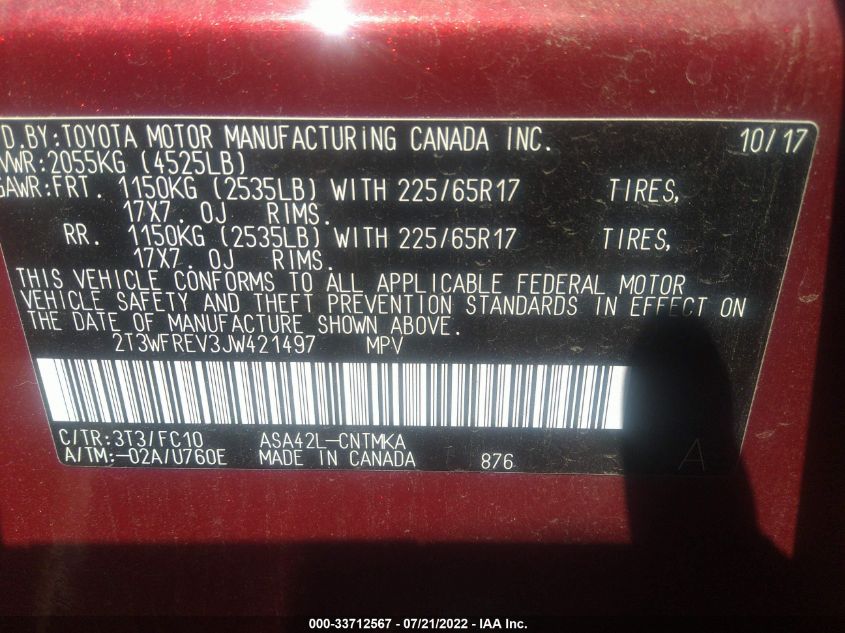 D.BY:TOYOTA MOTOR MANUFACTURING CANADA INC. 10/17
VWR:2055KG (4525LB)
GAWR:FRT. 1150KG (2535LB) WITH 225/65R17 TIRES,
17X7.0J RIMS.
RR. 1150KG (2535LB) WITH 225/65R17 TIRES,
17X7.0J RIMS.
THIS VEHICLE CONFORMS TO ALL APPLICABLE FEDERAL MOTOR
VEHICLE SAFETY AND THEFT PREVENTION STANDARDS IN EFFECT ON
THE DATE OF MANUFACTURE SHOWN ABOVE.
2T3WFREV3JW421497 MPV
C/TR:3T3/FC10 ASA42L-CNTMKA
A/TM:-02A/U760E MADE IN CANADA 876 A
000-33712567 - 07/21/2022 - IAA Inc.